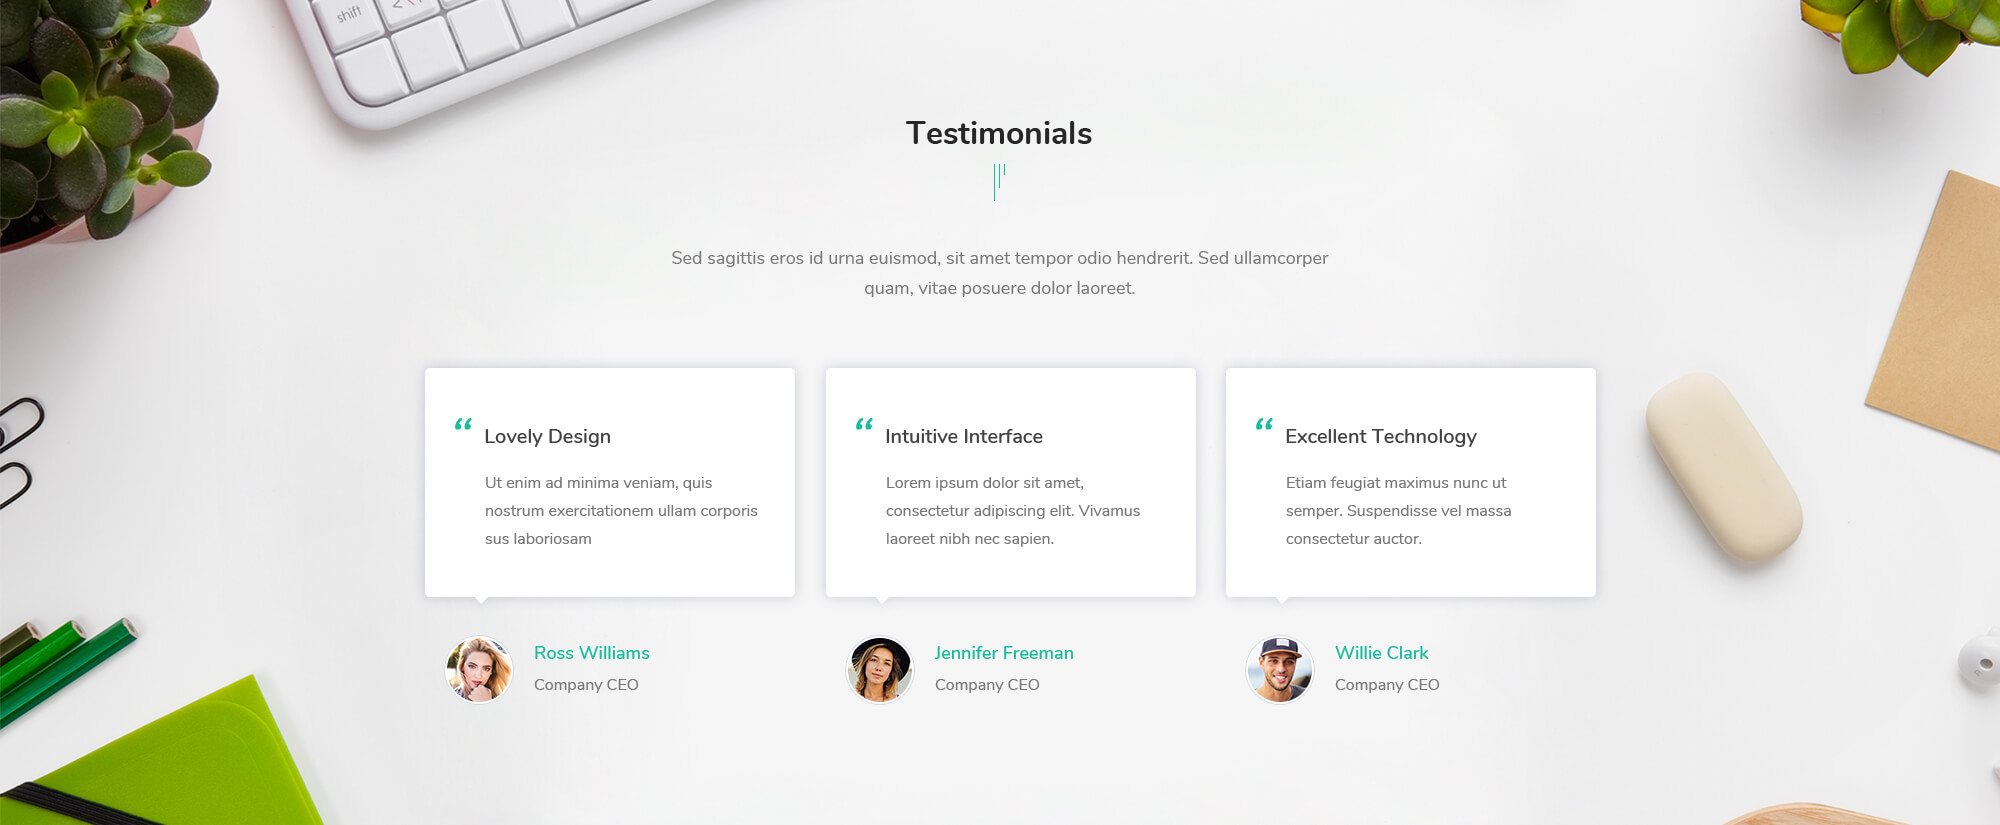 shift
Testimonials
Sed sagittis eros id urna euismod, sit amet tempor odio hendrerit. Sed ullamcorper
quam, vitae posuere dolor laoreet.
“ Lovely Design
Ut enim ad minima veniam, quis
nostrum exercitationem ullam corporis
sus laboriosam
Ross Williams
Company CEO
“ Intuitive Interface
Lorem ipsum dolor sit amet,
consectetur adipiscing elit. Vivamus
laoreet nibh nec sapien.
Jennifer Freeman
Company CEO
“ Excellent Technology
Etiam feugiat maximus nunc ut
semper. Suspendisse vel massa
consectetur auctor.
Willie Clark
Company CEO